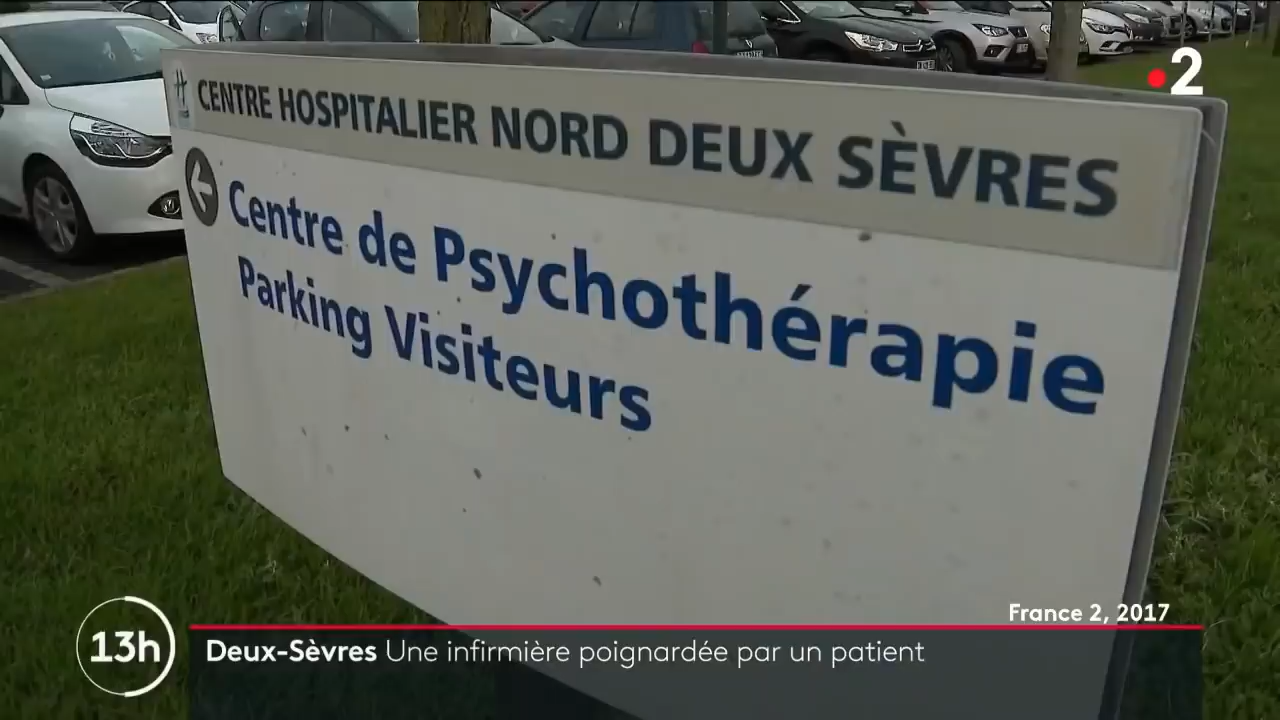 2
CENTRE HOSPITALIER NORD DEUX SÈVRES
Centre de Psychothérapie
Parking Visiteurs
France 2, 2017
13h
Deux-Sèvres Une infirmière poignardée par un patient